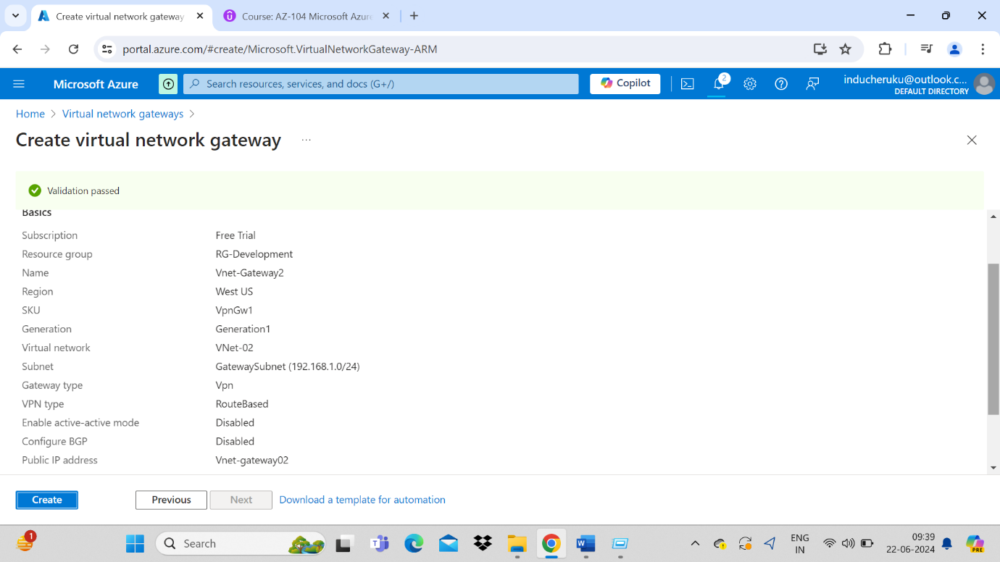 Create virtual network gateway
Course: AZ-104 Microsoft Azure
portal.azure.com/#create/Microsoft.VirtualNetworkGateway-ARM
Microsoft Azure
Search resources, services, and docs (G+/)
Copilot
2
inducheruku@outlook.c...
DEFAULT DIRECTORY
Home > Virtual network gateways >
Create virtual network gateway ...
Validation passed
Basics
Subscription Free Trial
Resource group RG-Development
Name Vnet-Gateway2
Region West US
SKU VpnGw1
Generation Generation1
Virtual network VNet-02
Subnet GatewaySubnet (192.168.1.0/24)
Gateway type Vpn
VPN type RouteBased
Enable active-active mode Disabled
Configure BGP Disabled
Public IP address Vnet-gateway02
Create Previous Next Download a template for automation
1
Search
ENG
IN
09:39
22-06-2024
PRE